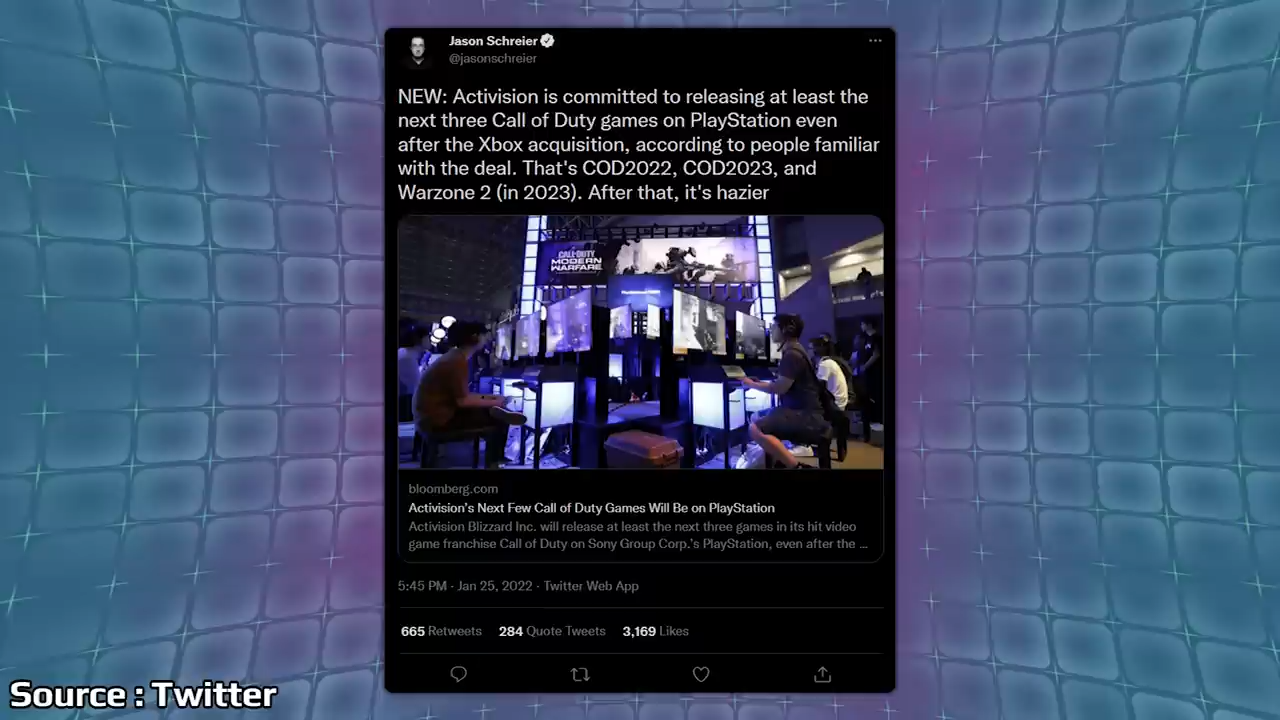 Jason Schreier
@jasonschreier
NEW: Activision is committed to releasing at least the
next three Call of Duty games on PlayStation even
after the Xbox acquisition, according to people familiar
with the deal. That's COD2022, COD2023, and
Warzone 2 (in 2023). After that, it's hazier
CALL OF DUTY
MODERN
WARFARE
bloomberg.com
Activision's Next Few Call of Duty Games Will Be on PlayStation
Activision Blizzard Inc. will release at least the next three games in its hit video
game franchise Call of Duty on Sony Group Corp.'s PlayStation, even after the ...
5:45 PM · Jan 25, 2022 · Twitter Web App
665 Retweets 284 Quote Tweets 3,169 Likes
Source : Twitter